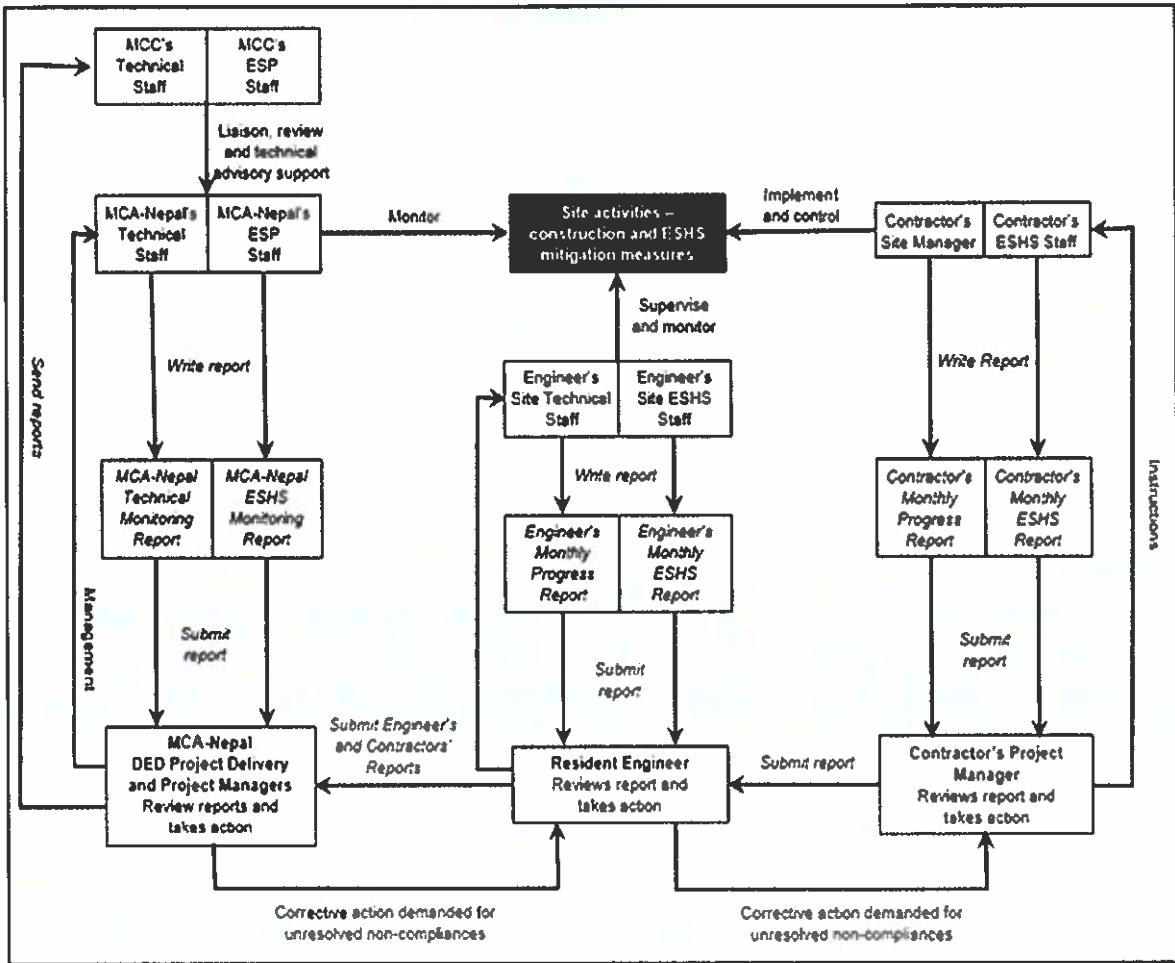 MCC's
Technical
Staff
MCC's
ESP
Staff
Liaison, review
and technical
advisory support
MCA-Nepal's
Technical
Staff
MCA-Nepal's
ESP
Staff
Monitor
Site activities –
construction and ESHS
mitigation measures
Implement
and control
Contractor's
Site Manager
Contractor's
ESHS Staff
Supervise
and monitor
Send reports
Write report
Engineer's
Site Technical
Staff
Engineer's
Site ESHS
Staff
Write Report
Instructions
MCA-Nepal
Technical
Monitoring
Report
MCA-Nepal
ESHS
Monitoring
Report
Write report
Engineer's
Monthly
Progress
Report
Engineer's
Monthly
ESHS
Report
Contractor's
Monthly
Progress
Report
Contractor's
Monthly
ESHS
Report
Management
Submit
report
Submit
report
Submit
report
MCA-Nepal
DED Project Delivery
and Project Managers
Review reports and
takes action
Submit Engineer's
and Contractors'
Reports
Resident Engineer
Reviews report and
takes action
Submit report
Contractor's Project
Manager
Reviews report and
takes action
Corrective action demanded for
unresolved non-compliances
Corrective action demanded for
unresolved non-compliances